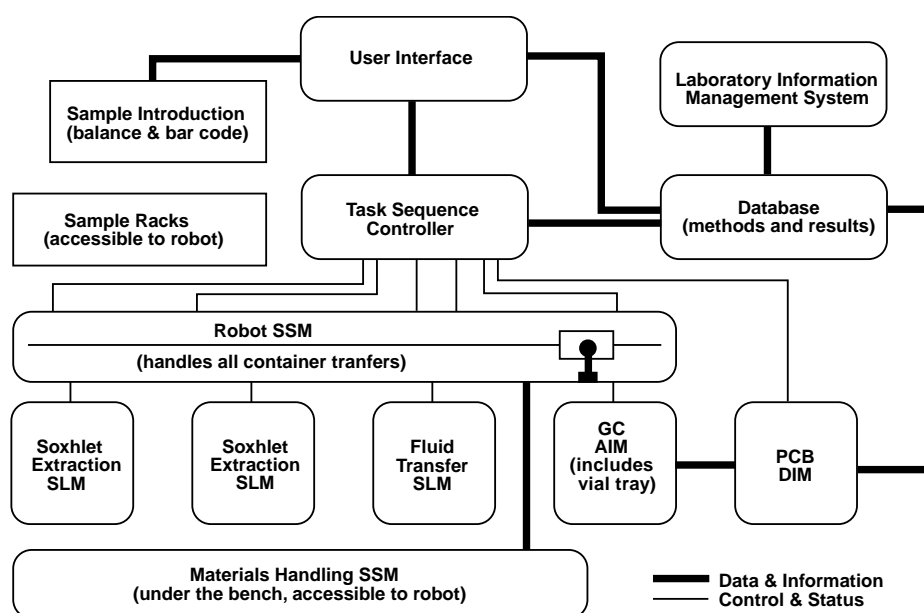 User Interface
Laboratory Information
Management System
Sample Introduction
(balance & bar code)
Sample Racks
(accessible to robot)
Task Sequence
Controller
Database
(methods and results)
Robot SSM
(handles all container tranfers)
Soxhlet
Extraction
SLM
Soxhlet
Extraction
SLM
Fluid
Transfer
SLM
GC
AIM
(includes
vial tray)
PCB
DIM
Materials Handling SSM
(under the bench, accessible to robot)
Data & Information
Control & Status